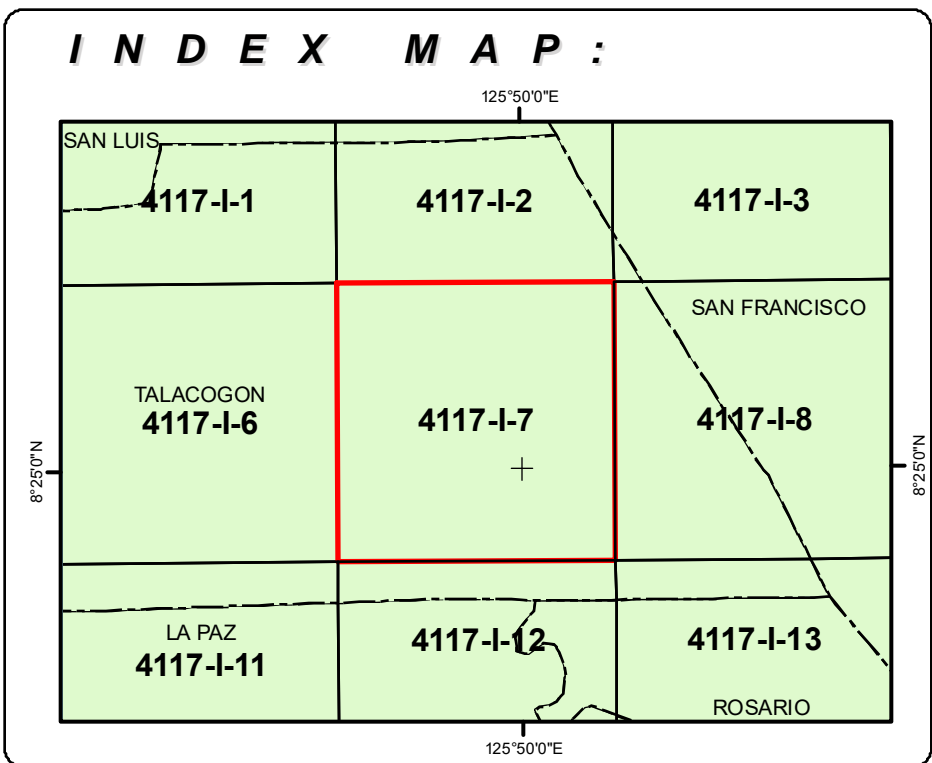 INDEX MAP:
125°50'0"E
SAN LUIS
4117-I-1
4117-I-2
4117-I-3
SAN FRANCISCO
TALACOGON
4117-I-6
4117-I-7
4117-I-8
8°25'0"N
8°25'0"N
LA PAZ
4117-I-11
4117-I-12
4117-I-13
ROSARIO
125°50'0"E